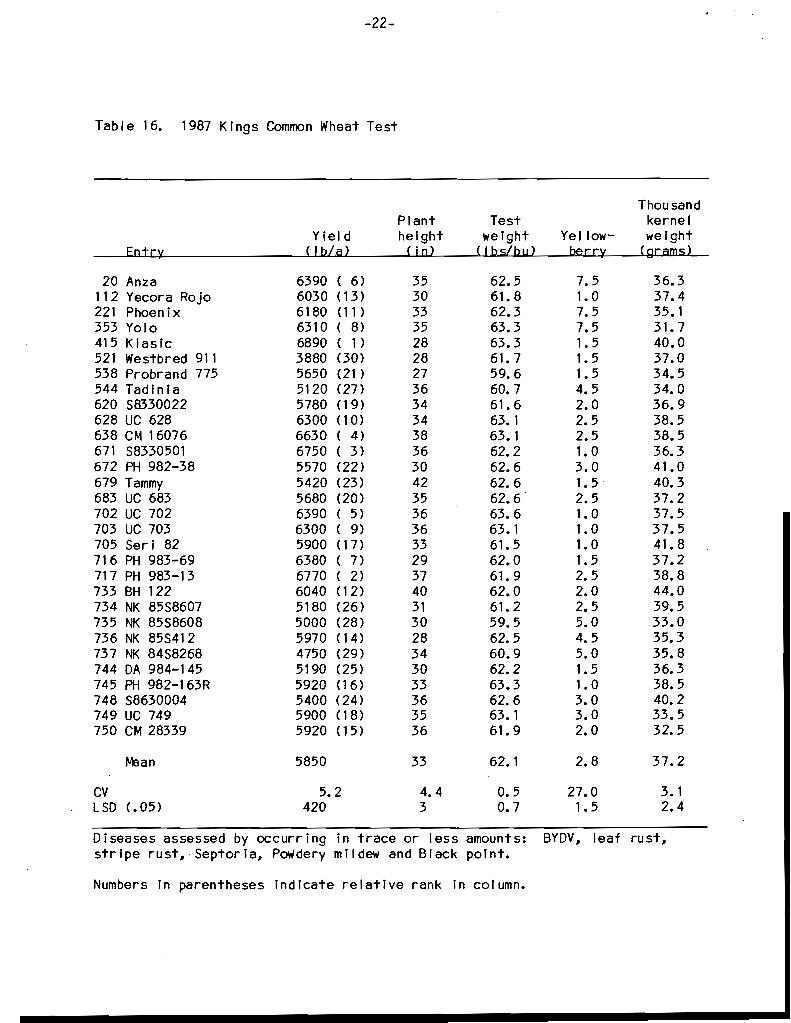 -22-
Table 16. 1987 Kings Common Wheat Test
Thousand
Plant Test kernel
Yield height weight Yellow- weight
Entry (lb/a) (in) (lbs/bu) berry (grams)
20 Anza 6390 ( 6) 35 62.5 7.5 36.3
112 Yecora Rojo 6030 (13) 30 61.8 1.0 37.4
221 Phoenix 6180 (11) 33 62.3 7.5 35.1
353 Yolo 6310 ( 8) 35 63.3 7.5 31.7
415 Klasic 6890 ( 1) 28 63.3 1.5 40.0
521 Westbred 911 3880 (30) 28 61.7 1.5 37.0
538 Probrand 775 5650 (21) 27 59.6 1.5 34.5
544 Tadinia 5120 (27) 36 60.7 4.5 34.0
620 S8330022 5780 (19) 34 61.6 2.0 36.9
628 UC 628 6300 (10) 34 63.1 2.5 38.5
638 CM 16076 6630 ( 4) 38 63.1 2.5 38.5
671 S8330501 6750 ( 3) 36 62.2 1.0 36.3
672 PH 982-38 5570 (22) 30 62.6 3.0 41.0
679 Tammy 5420 (23) 42 62.6 1.5 40.3
683 UC 683 5680 (20) 35 62.6 2.5 37.2
702 UC 702 6390 ( 5) 36 63.6 1.0 37.5
703 UC 703 6300 ( 9) 36 63.1 1.0 37.5
705 Seri 82 5900 (17) 33 61.5 1.0 41.8
716 PH 983-69 6380 ( 7) 29 62.0 1.5 37.2
717 PH 983-13 6770 ( 2) 37 61.9 2.5 38.8
733 BH 122 6040 (12) 40 62.0 2.0 44.0
734 NK 85S8607 5180 (26) 31 61.2 2.5 39.5
735 NK 85S8608 5000 (28) 30 59.5 5.0 33.0
736 NK 85S412 5970 (14) 28 62.5 4.5 35.3
737 NK 84S8268 4750 (29) 34 60.9 5.0 35.8
744 DA 984-145 5190 (25) 30 62.2 1.5 36.3
745 PH 982-163R 5920 (16) 33 63.3 1.0 38.5
748 S8630004 5400 (24) 36 62.6 3.0 40.2
749 UC 749 5900 (18) 35 63.1 3.0 33.5
750 CM 28339 5920 (15) 36 61.9 2.0 32.5
Mean 5850 33 62.1 2.8 37.2
CV 5.2 4.4 0.5 27.0 3.1
LSD (.05) 420 3 0.7 1.5 2.4
Diseases assessed by occurring in trace or less amounts: BYDV, leaf rust,
stripe rust, Septoria, Powdery mildew and Black point.
Numbers in parentheses indicate relative rank in column.